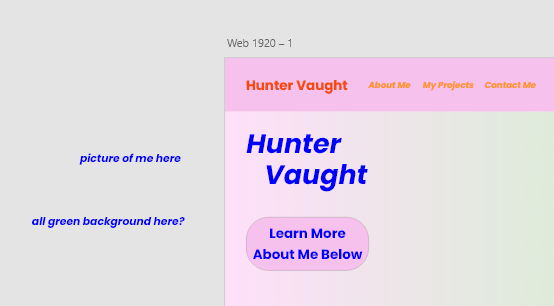 Web 1920 – 1
Hunter Vaught
About Me
My Projects
Contact Me
Hunter
Vaught
picture of me here
all green background here?
Learn More
About Me Below